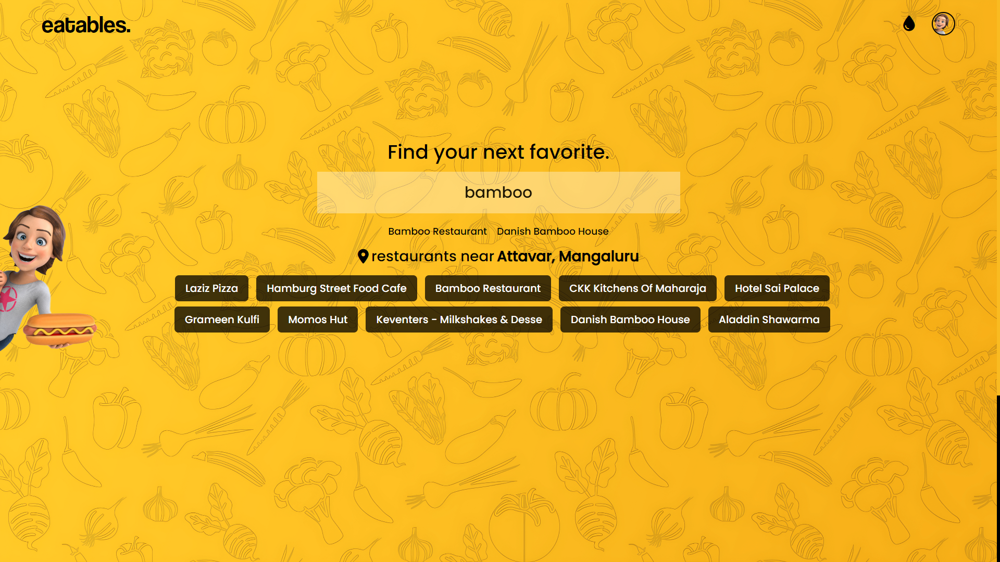 eatables.
Find your next favorite.
bamboo
Bamboo Restaurant Danish Bamboo House
restaurants near Attavar, Mangaluru
Laziz Pizza Hamburg Street Food Cafe Bamboo Restaurant CKK Kitchens Of Maharaja Hotel Sai Palace
Grameen Kulfi Momos Hut Keventers - Milkshakes & Desse Danish Bamboo House Aladdin Shawarma